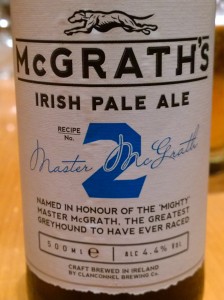 McGRATH'S
IRISH PALE ALE
RECIPE
No.
2
Master McGrath
NAMED IN HONOUR OF THE 'MIGHTY'
MASTER McGRATH. THE GREATEST
GREYHOUND TO HAVE EVER RACED
500ml e ALC 4.4% VOL
CRAFT BREWED IN IRELAND
BY CLANCONNEL BREWING Co.